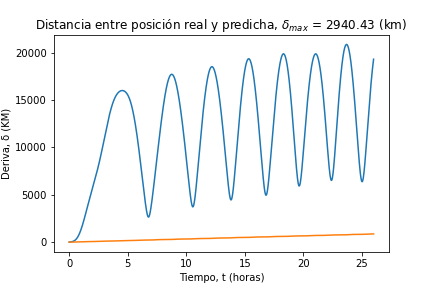 Distancia entre posición real y predicha, δmax = 2940.43 (km)
Deriva, δ (KM)
20000
15000
10000
5000
0
0 5 10 15 20 25
Tiempo, t (horas)